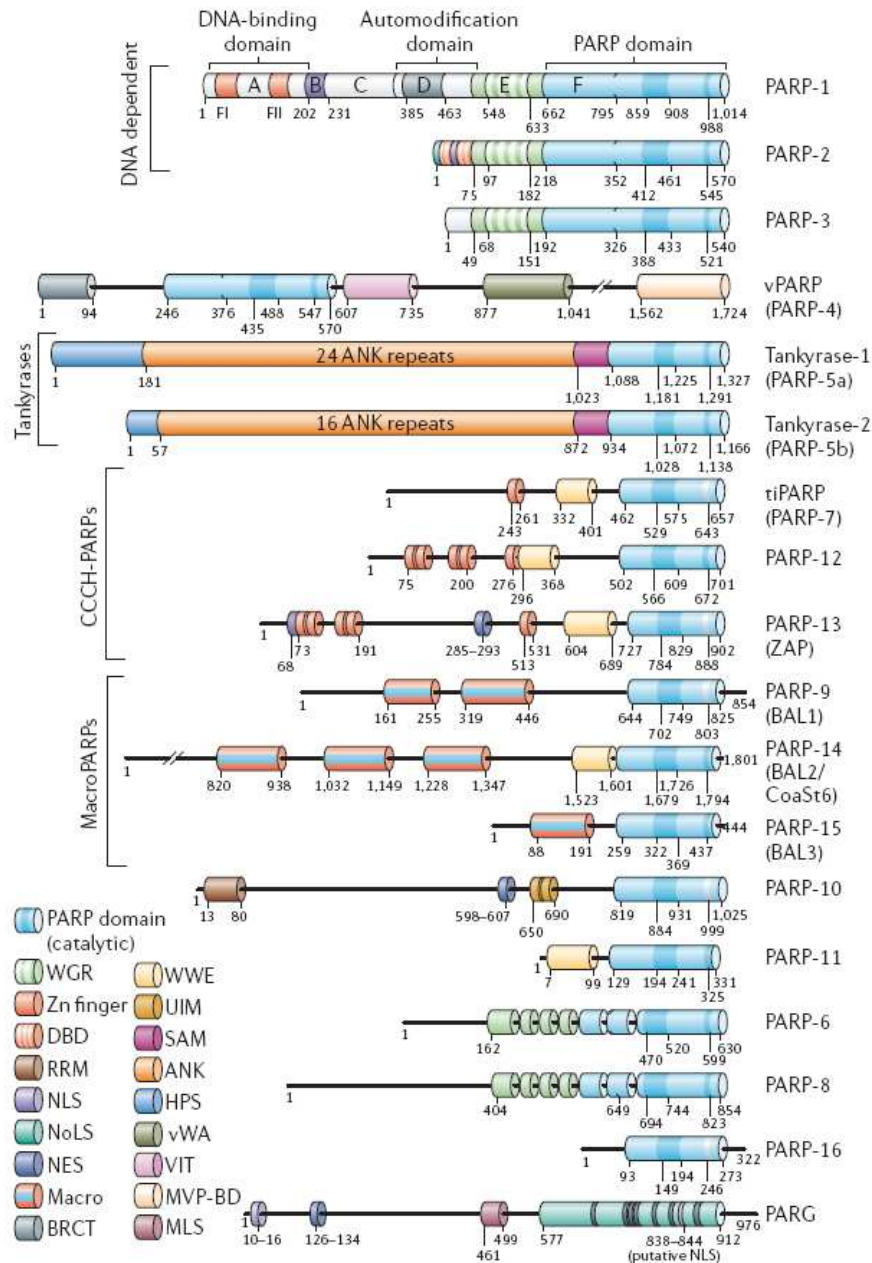 DNA-binding domain
Automodification domain
PARP domain
DNA dependent
A B C D E F
PARP-1
1 FI FII 202 231 385 463 548 633 662 795 859 908 988 1,014
PARP-2
1 75 97 182 218 352 412 461 545 570
PARP-3
1 49 68 151 192 326 388 433 521 540
vPARP
(PARP-4)
1 94 246 376 435 488 547 570 607 735 877 1,041 1,562 1,724
Tankyrases
24 ANK repeats
Tankyrase-1
(PARP-5a)
1 181 1,023 1,088 1,181 1,225 1,291 1,327
16 ANK repeats
Tankyrase-2
(PARP-5b)
1 57 872 934 1,028 1,072 1,138 1,166
CCCH-PARPs
tiPARP
(PARP-7)
1 243 261 332 401 462 529 575 643 657
PARP-12
1 75 200 276 296 368 502 566 609 672 701
PARP-13
(ZAP)
1 68 73 191 285–293 513 531 604 689 727 784 829 888 902
MacroPARPs
PARP-9
(BAL1)
1 161 255 319 446 644 702 749 803 825 854
PARP-14
(BAL2/
CoaSt6)
1 820 938 1,032 1,149 1,228 1,347 1,523 1,601 1,679 1,726 1,794 1,801
PARP-15
(BAL3)
1 88 191 259 322 369 437 444
PARP-10
1 13 80 598–607 650 690 819 884 931 999 1,025
PARP-11
1 7 99 129 194 241 325 331
PARP-6
1 162 470 520 599 630
PARP-8
1 404 649 694 744 823 854
PARP-16
1 93 149 194 246 273 322
PARG
1 10–16 126–134 461 499 577 838–844 912 976
(putative NLS)
PARP domain
(catalytic)
WGR
Zn finger
DBD
RRM
NLS
NoLS
NES
Macro
BRCT
WWE
UIM
SAM
ANK
HPS
vWA
VIT
MVP-BD
MLS